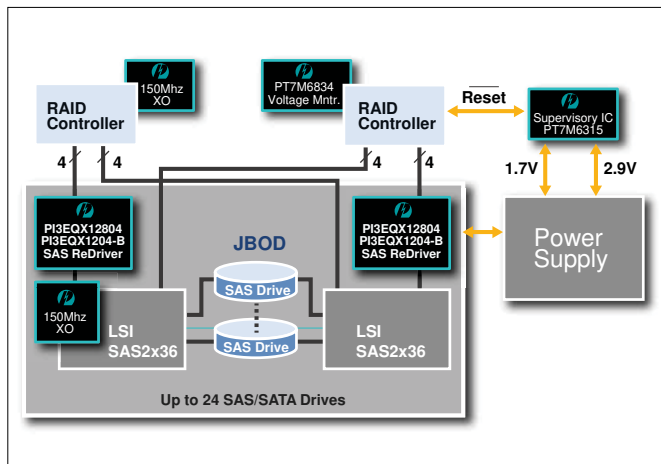 150Mhz
XO
RAID
Controller
PT7M6834
Voltage Mntr.
RAID
Controller
Reset
Supervisory IC
PT7M6315
4
4
4
4
1.7V
2.9V
PI3EQX12804
PI3EQX1204-B
SAS ReDriver
JBOD
PI3EQX12804
PI3EQX1204-B
SAS ReDriver
Power
Supply
SAS Drive
150Mhz
XO
LSI
SAS2x36
SAS Drive
LSI
SAS2x36
Up to 24 SAS/SATA Drives